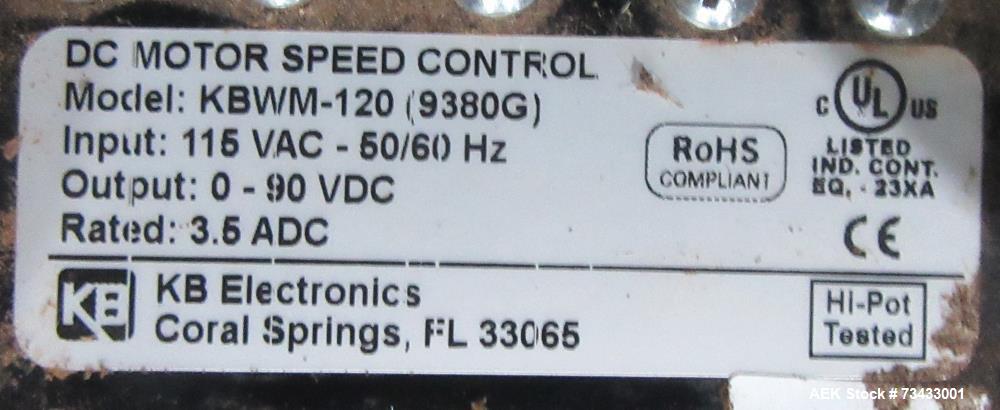 DC MOTOR SPEED CONTROL
Model: KBWM-120 (9380G)
Input: 115 VAC - 50/60 Hz
Output: 0 - 90 VDC
Rated: 3.5 ADC
RoHS
COMPLIANT
C UL US
LISTED
IND. CONT.
EQ. - 23XA
CE
KB
KB Electronics
Coral Springs, FL 33065
Hi-Pot
Tested
AEK Stock # 73433001